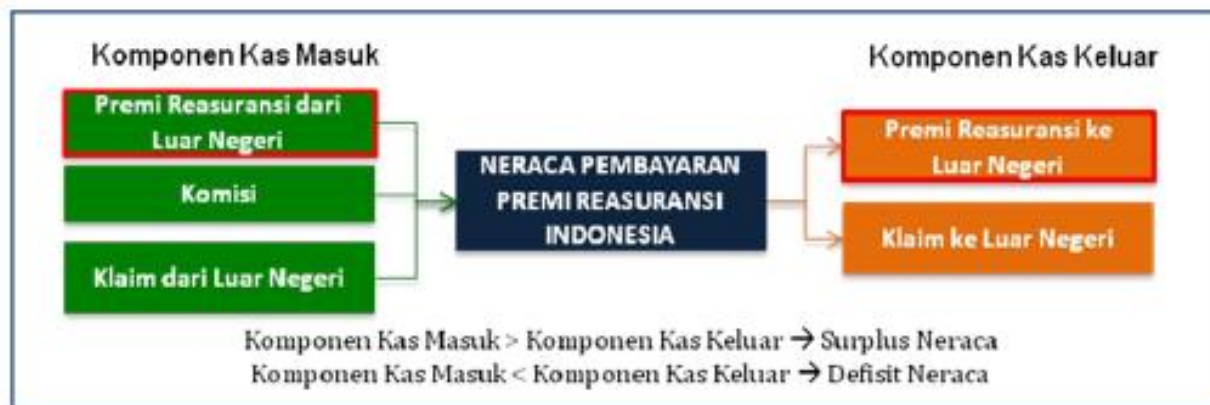 Komponen Kas Masuk
Premi Reasuransi dari
Luar Negeri
Komisi
Klaim dari Luar Negeri
NERACA PEMBAYARAN
PREMI REASURANSI
INDONESIA
Komponen Kas Keluar
Premi Reasuransi ke
Luar Negeri
Klaim ke Luar Negeri
Komponen Kas Masuk > Komponen Kas Keluar → Surplus Neraca
Komponen Kas Masuk < Komponen Kas Keluar → Defisit Neraca